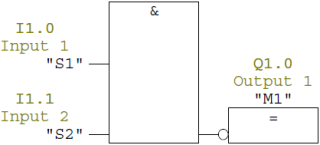 &
I1.0
Input 1
"S1"
I1.1
Input 2
"S2"
Q1.0
Output 1
"M1"
=